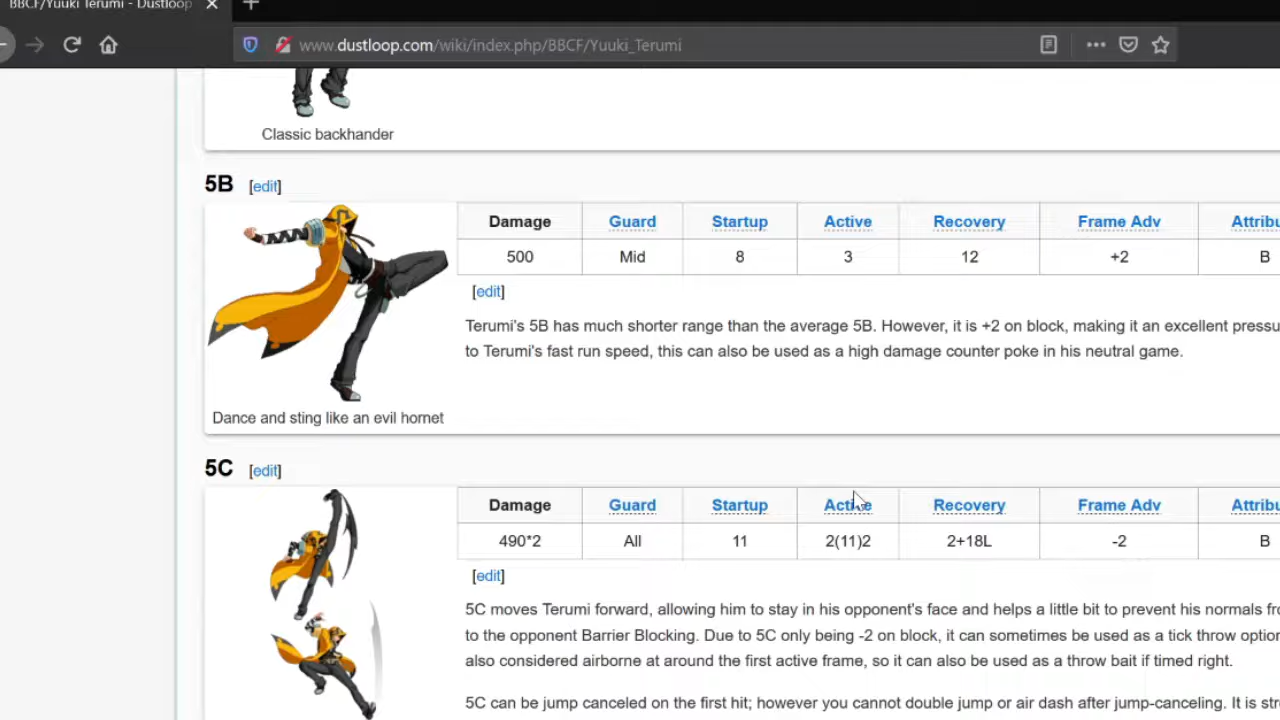 BBCF/Yuuki Terumi - Dustloop
www.dustloop.com/wiki/index.php/BBCF/Yuuki_Terumi
Classic backhander
5B [edit]
Damage Guard Startup Active Recovery Frame Adv Attribu
500 Mid 8 3 12 +2 B
[edit]
Terumi's 5B has much shorter range than the average 5B. However, it is +2 on block, making it an excellent pressu
to Terumi's fast run speed, this can also be used as a high damage counter poke in his neutral game.
Dance and sting like an evil hornet
5C [edit]
Damage Guard Startup Active Recovery Frame Adv Attribu
490*2 All 11 2(11)2 2+18L -2 B
[edit]
5C moves Terumi forward, allowing him to stay in his opponent's face and helps a little bit to prevent his normals fro
to the opponent Barrier Blocking. Due to 5C only being -2 on block, it can sometimes be used as a tick throw option
also considered airborne at around the first active frame, so it can also be used as a throw bait if timed right.
5C can be jump canceled on the first hit; however you cannot double jump or air dash after jump-canceling. It is str